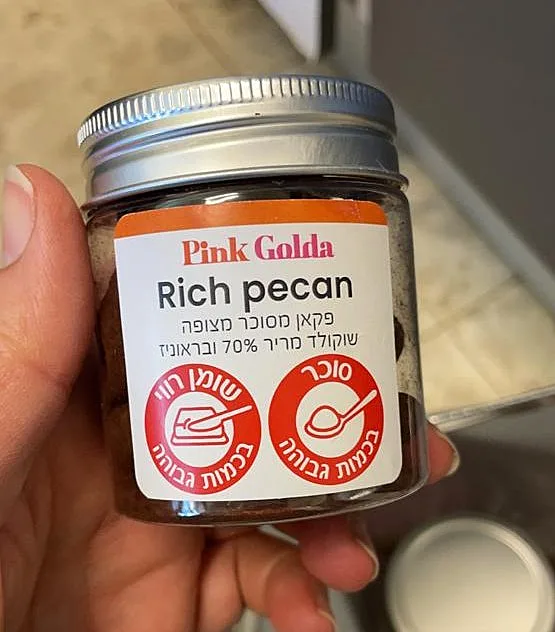 Pink Golda
Rich pecan
פקאן מסוכר מצופה
שוקולד מריר 70% ובראוניז
שומן רווי
בכמות גבוהה
סוכר
בכמות גבוהה